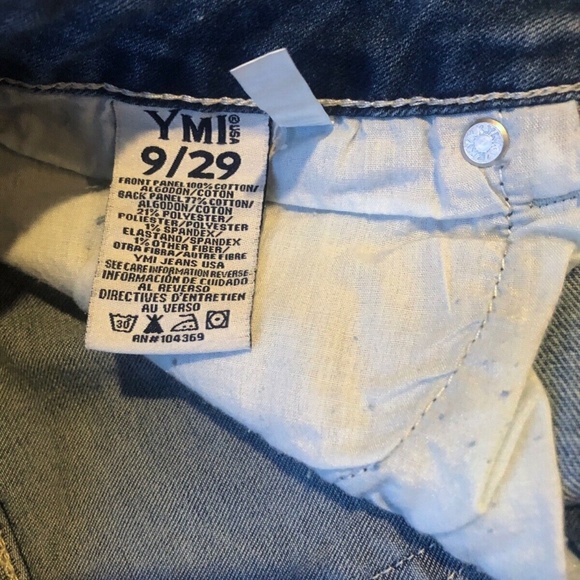 YMI®USA
9/29
FRONT PANEL 100% COTTON/
ALGODON/COTON
BACK PANEL 77% COTTON/
ALGODON/COTON
21% POLYESTER/
POLIESTER/POLYESTER
1% SPANDEX/
ELASTANO/SPANDEX
1% OTHER FIBER/
OTRA FIBRA/AUTRE FIBRE
YMI JEANS USA
SEE CARE INFORMATION REVERSE
INFORMACIÓN DE CUIDADO
AL REVERSO
DIRECTIVES D'ENTRETIEN
AU VERSO
30
RN#104369